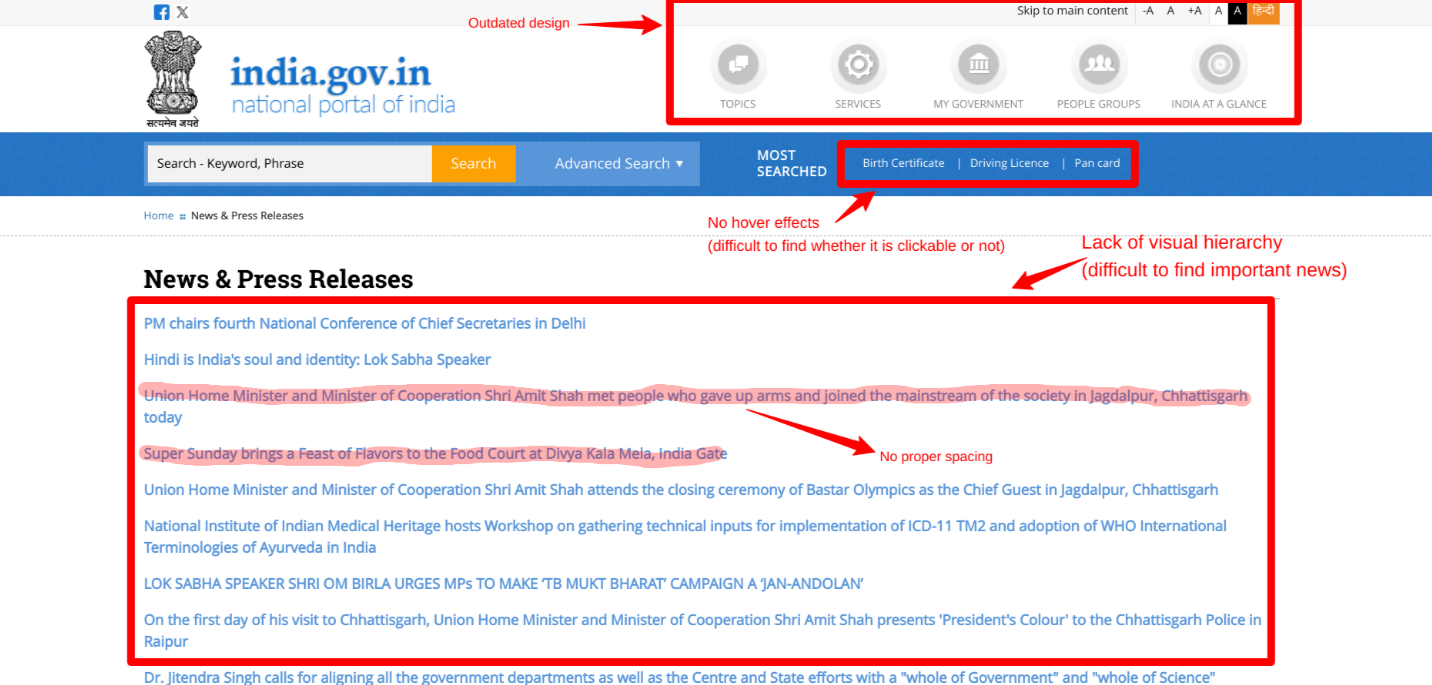 Outdated design
Skip to main content -A A +A A A हिन्दी
सत्यमेव जयते
india.gov.in
national portal of india
TOPICS SERVICES MY GOVERNMENT PEOPLE GROUPS INDIA AT A GLANCE
Search - Keyword, Phrase Search Advanced Search
MOST SEARCHED Birth Certificate | Driving Licence | Pan card
Home News & Press Releases
No hover effects
(difficult to find whether it is clickable or not)
Lack of visual hierarchy
(difficult to find important news)
News & Press Releases
PM chairs fourth National Conference of Chief Secretaries in Delhi
Hindi is India's soul and identity: Lok Sabha Speaker
Union Home Minister and Minister of Cooperation Shri Amit Shah met people who gave up arms and joined the mainstream of the society in Jagdalpur, Chhattisgarh
today
Super Sunday brings a Feast of Flavors to the Food Court at Divya Kala Mela, India Gate
No proper spacing
Union Home Minister and Minister of Cooperation Shri Amit Shah attends the closing ceremony of Bastar Olympics as the Chief Guest in Jagdalpur, Chhattisgarh
National Institute of Indian Medical Heritage hosts Workshop on gathering technical inputs for implementation of ICD-11 TM2 and adoption of WHO International
Terminologies of Ayurveda in India
LOK SABHA SPEAKER SHRI OM BIRLA URGES MPs TO MAKE ‘TB MUKT BHARAT’ CAMPAIGN A ‘JAN-ANDOLAN’
On the first day of his visit to Chhattisgarh, Union Home Minister and Minister of Cooperation Shri Amit Shah presents 'President's Colour' to the Chhattisgarh Police in
Raipur
Dr. Jitendra Singh calls for aligning all the government departments as well as the Centre and State efforts with a "whole of Government" and "whole of Science"